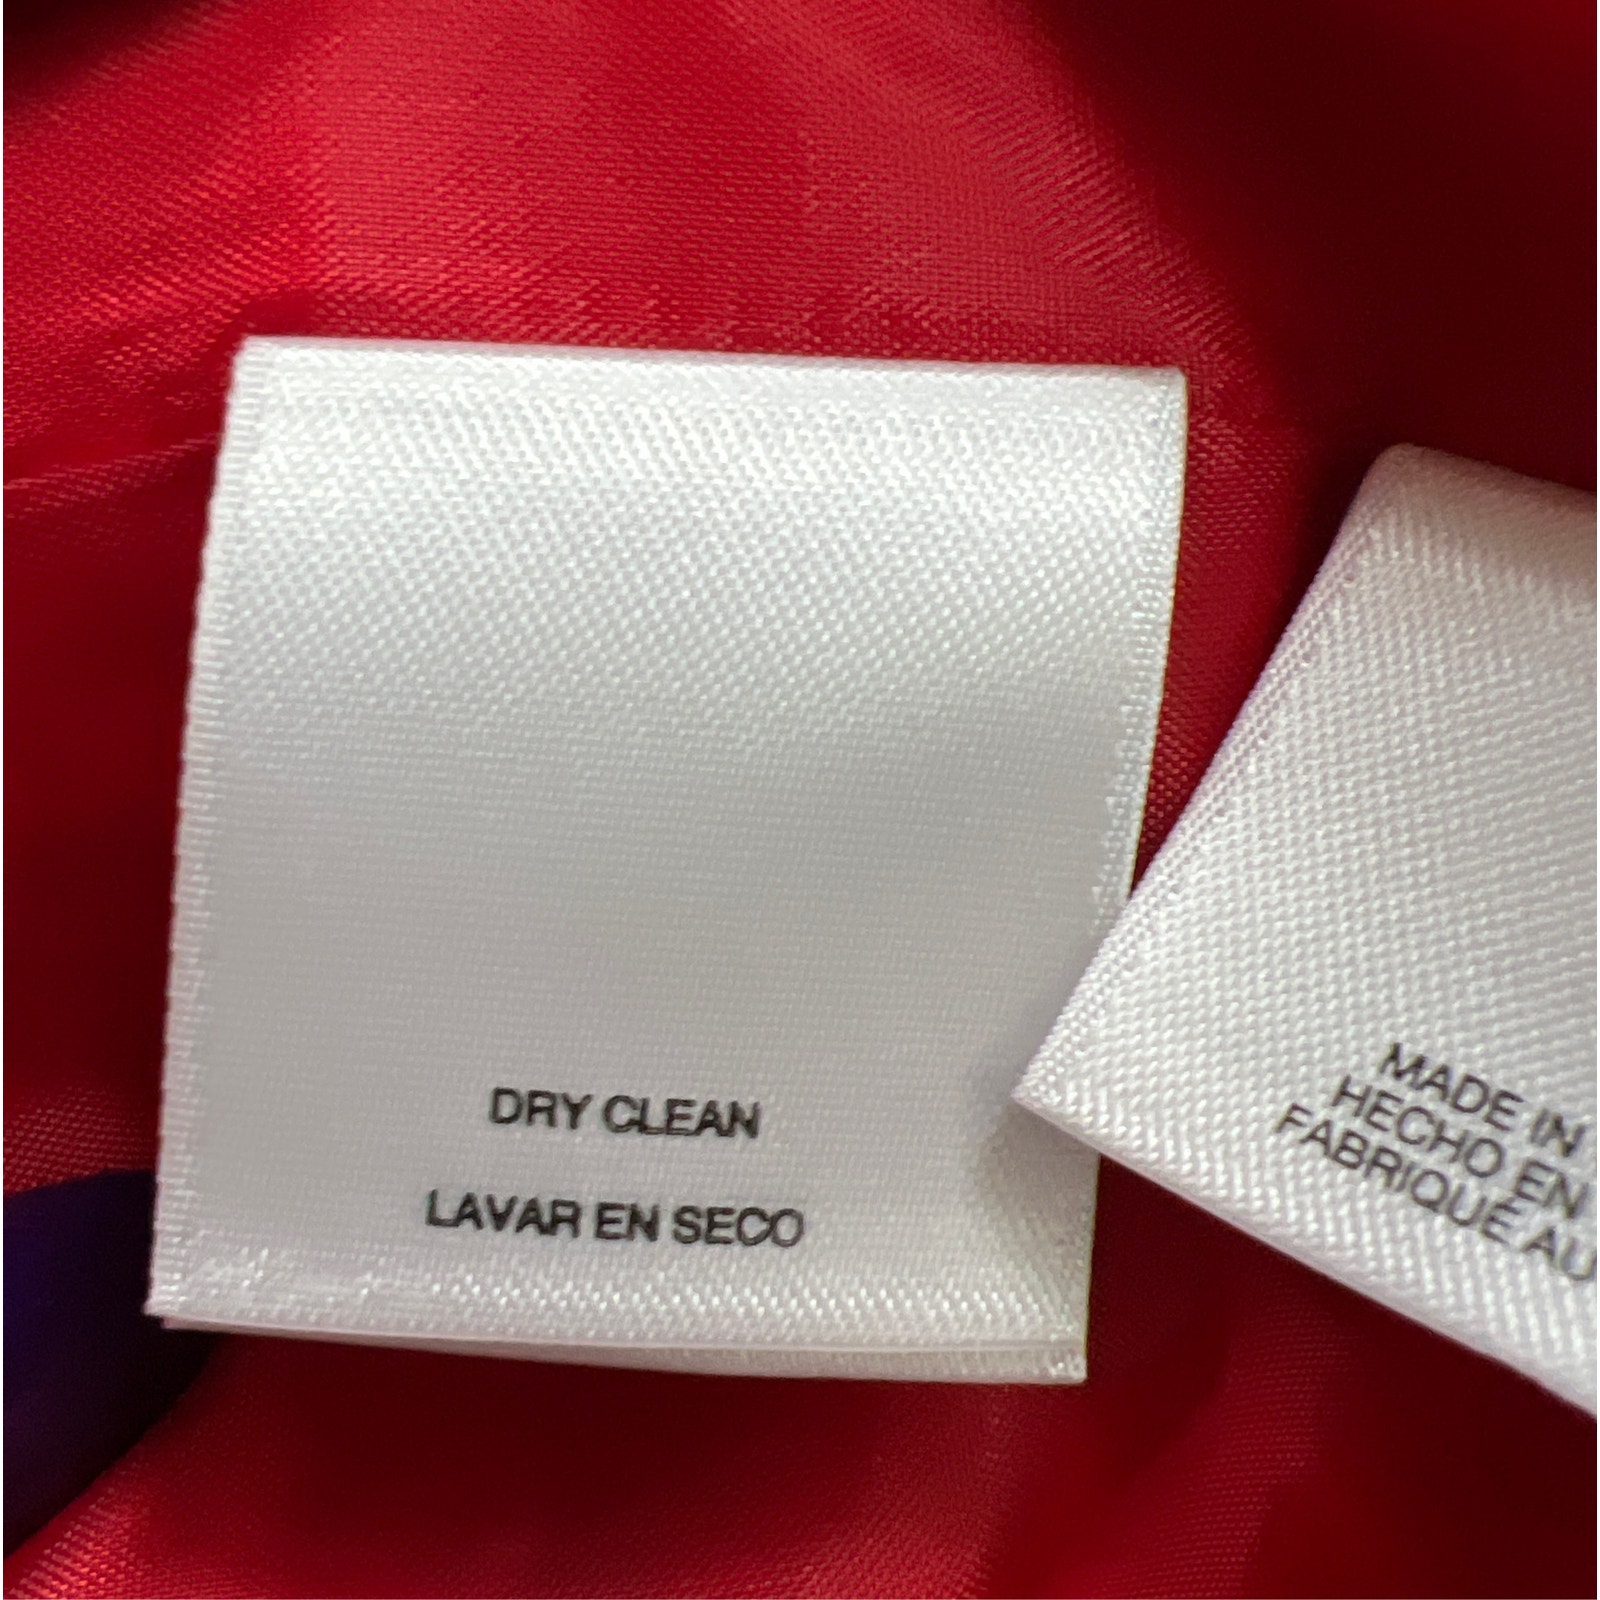 DRY CLEAN
LAVAR EN SECO
MADE IN
HECHO EN
FABRIQUÉ AU